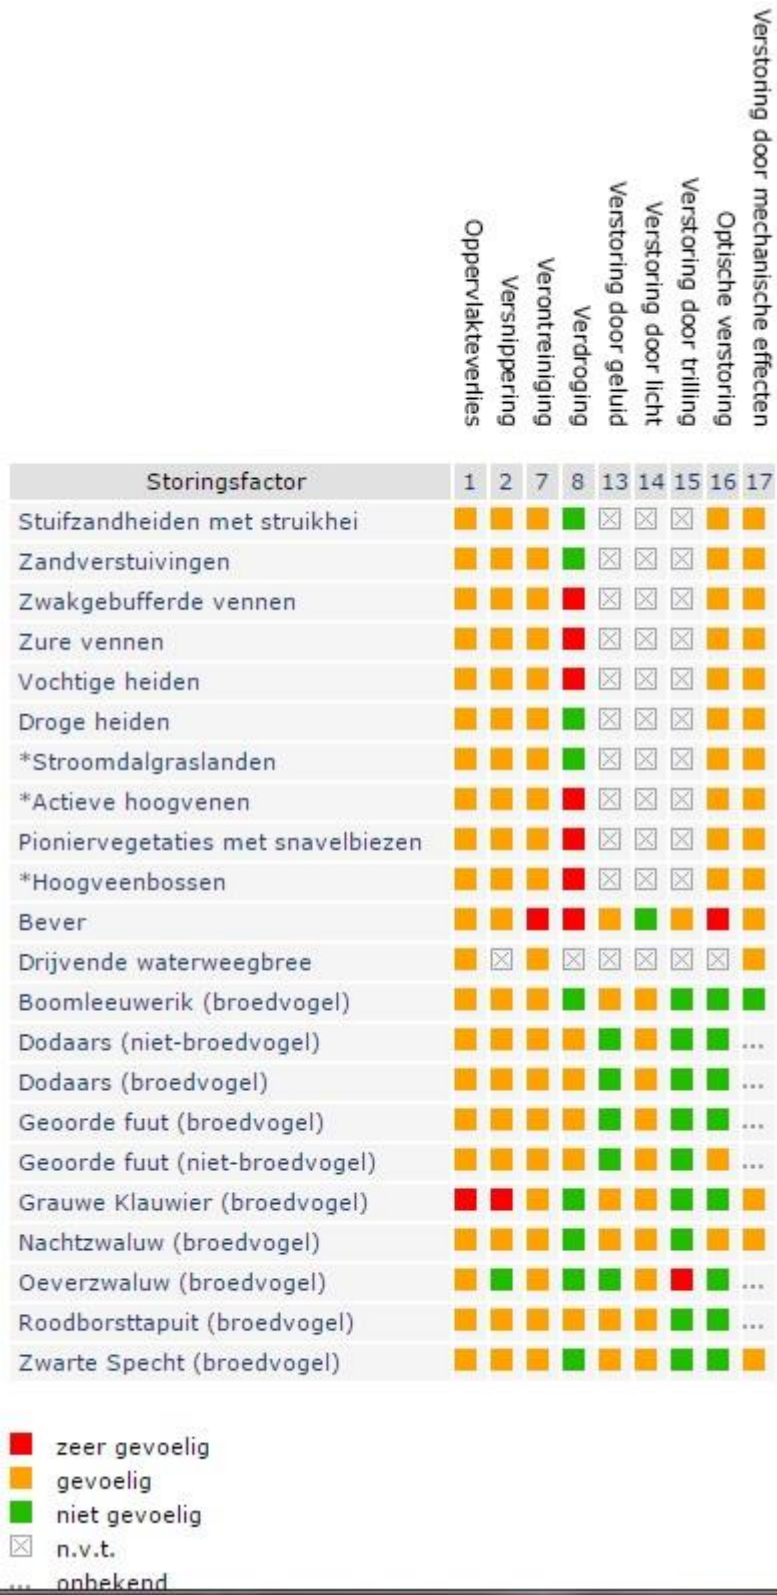 Oppervlakteverlies
Versnippering
Verontreiniging
Verdroging
Verstoring door geluid
Verstoring door licht
Verstoring door trilling
Optische verstoring
Verstoring door mechanische effecten
Storingsfactor 1 2 7 8 13 14 15 16 17
Stuifzandheiden met struikhei
Zandverstuivingen
Zwakgebufferde vennen
Zure vennen
Vochtige heiden
Droge heiden
*Stroomdalgraslanden
*Actieve hoogvenen
Pioniervegetaties met snavelbiezen
*Hoogveenbossen
Bever
Drijvende waterweegbree
Boomleeuwerik (broedvogel)
Dodaars (niet-broedvogel) ...
Dodaars (broedvogel) ...
Geoorde fuut (broedvogel) ...
Geoorde fuut (niet-broedvogel) ...
Grauwe Klauwier (broedvogel)
Nachtzwaluw (broedvogel)
Oeverzwaluw (broedvogel) ...
Roodborsttapuit (broedvogel) ...
Zwarte Specht (broedvogel)
zeer gevoelig
gevoelig
niet gevoelig
n.v.t.
... onbekend